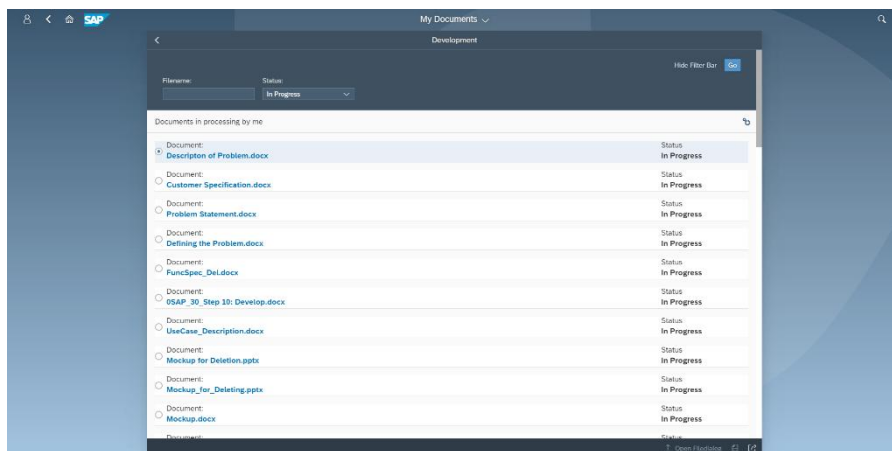 SAP
My Documents
Development
Hide Filter Bar Go
Filename: Status:
In Progress
Documents in processing by me
Document: Status
Descripton of Problem.docx In Progress
Document: Status
Customer Specification.docx In Progress
Document: Status
Problem Statement.docx In Progress
Document: Status
Defining the Problem.docx In Progress
Document: Status
FuncSpec_Del.docx In Progress
Document: Status
0SAP_30_Step 10: Develop.docx In Progress
Document: Status
UseCase_Description.docx In Progress
Document: Status
Mockup for Deletion.pptx In Progress
Document: Status
Mockup_for_Deleting.pptx In Progress
Document: Status
Mockup.docx In Progress
Document: Status
Open Filedialog